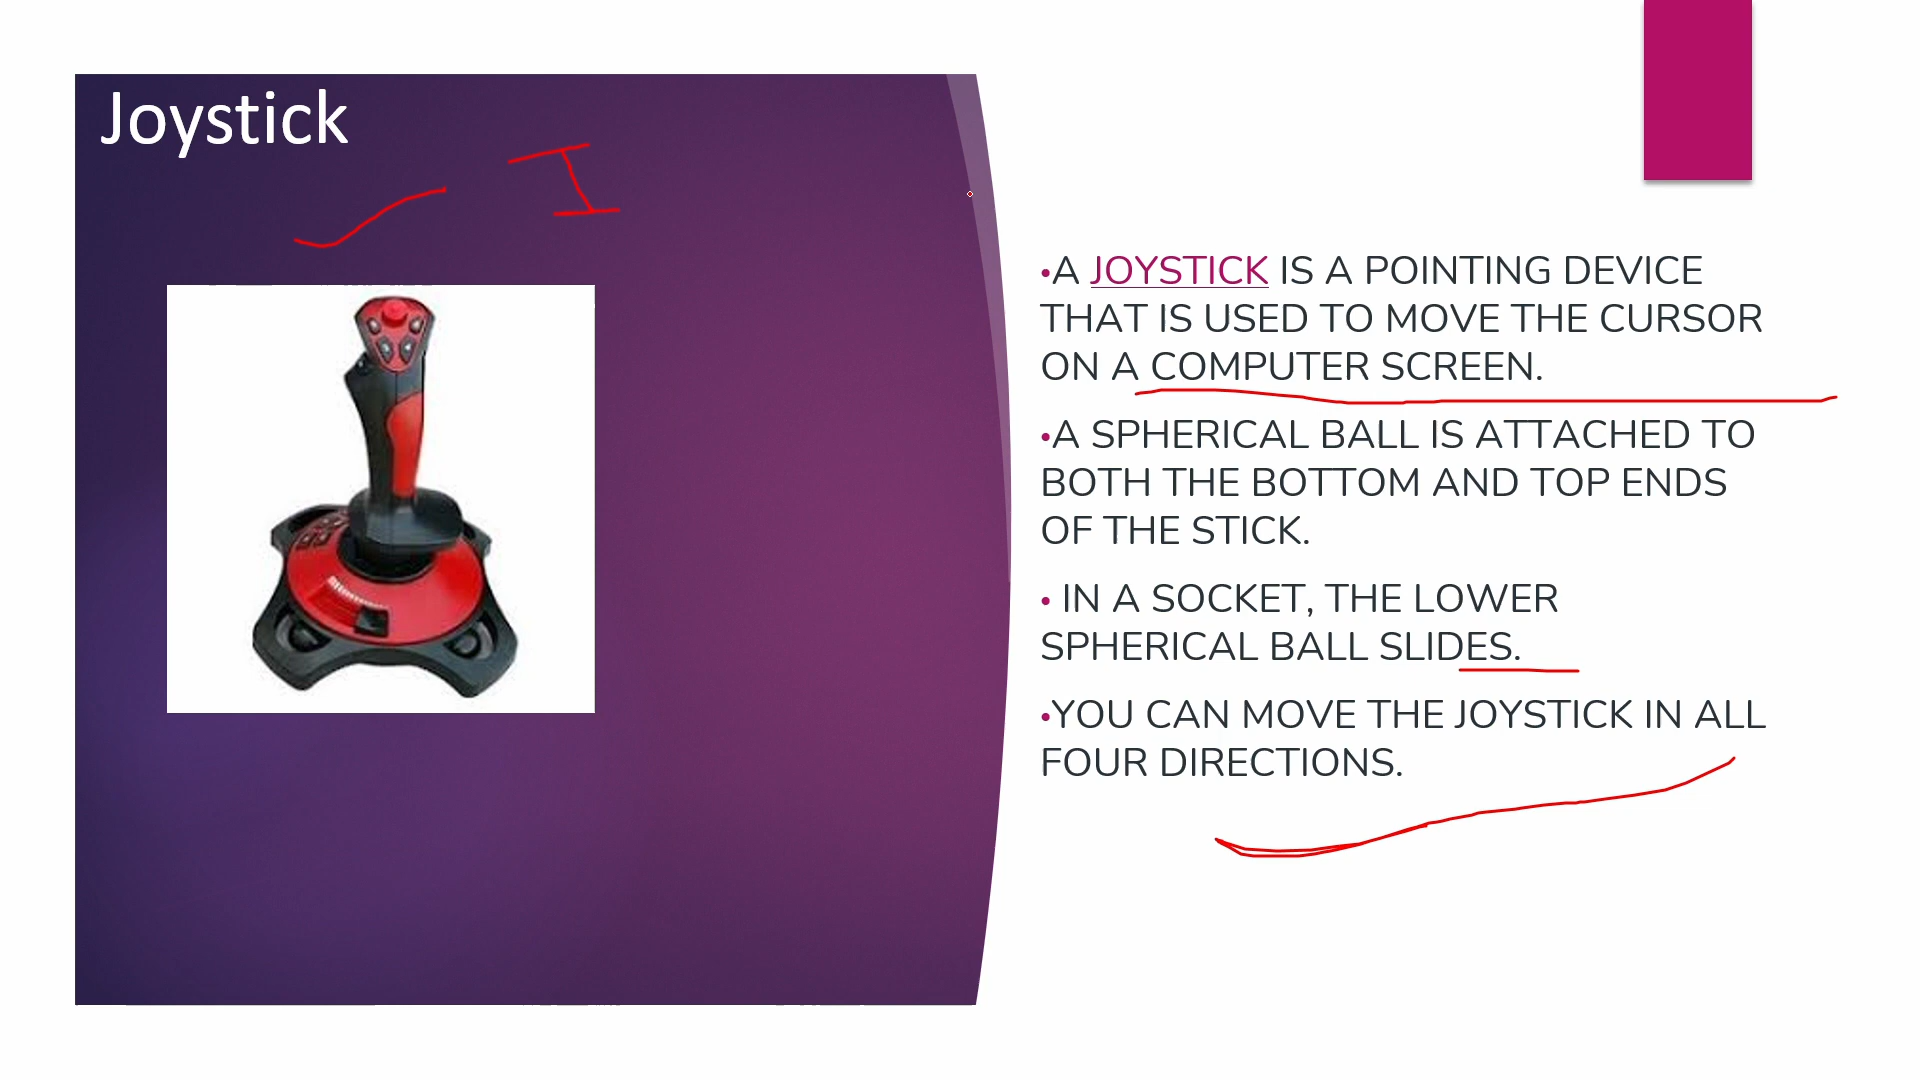 Joystick
I
•A JOYSTICK IS A POINTING DEVICE
THAT IS USED TO MOVE THE CURSOR
ON A COMPUTER SCREEN.
•A SPHERICAL BALL IS ATTACHED TO
BOTH THE BOTTOM AND TOP ENDS
OF THE STICK.
• IN A SOCKET, THE LOWER
SPHERICAL BALL SLIDES.
•YOU CAN MOVE THE JOYSTICK IN ALL
FOUR DIRECTIONS.